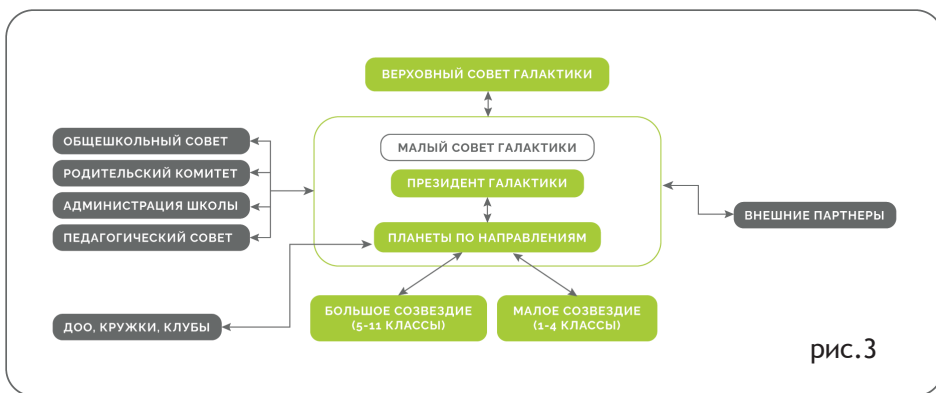 ВЕРХОВНЫЙ СОВЕТ ГАЛАКТИКИ
ОБЩЕШКОЛЬНЫЙ СОВЕТ
РОДИТЕЛЬСКИЙ КОМИТЕТ
АДМИНИСТРАЦИЯ ШКОЛЫ
ПЕДАГОГИЧЕСКИЙ СОВЕТ
МАЛЫЙ СОВЕТ ГАЛАКТИКИ
ПРЕЗИДЕНТ ГАЛАКТИКИ
ПЛАНЕТЫ ПО НАПРАВЛЕНИЯМ
ВНЕШНИЕ ПАРТНЕРЫ
ДОО, КРУЖКИ, КЛУБЫ
БОЛЬШОЕ СОЗВЕЗДИЕ
(5-11 КЛАССЫ)
МАЛОЕ СОЗВЕЗДИЕ
(1-4 КЛАССЫ)
рис.3